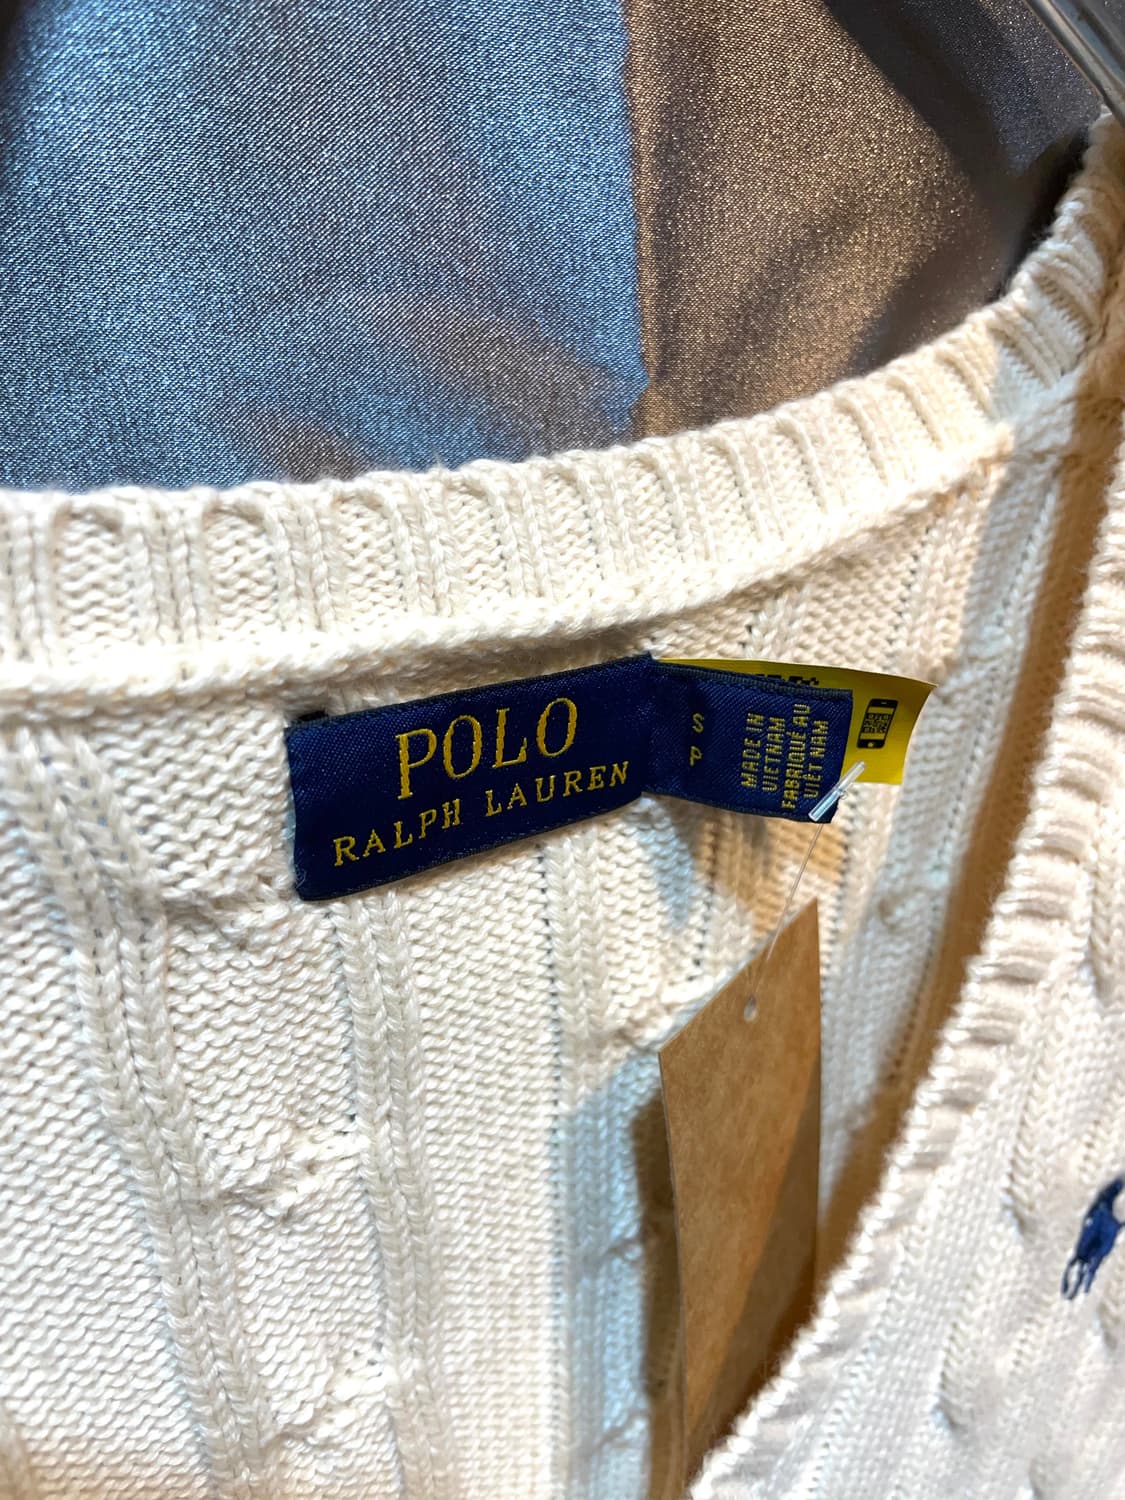 POLO
RALPH LAUREN
S
P
MADE IN
VIETNAM
FABRIQUÉ AU
VIÊT NAM